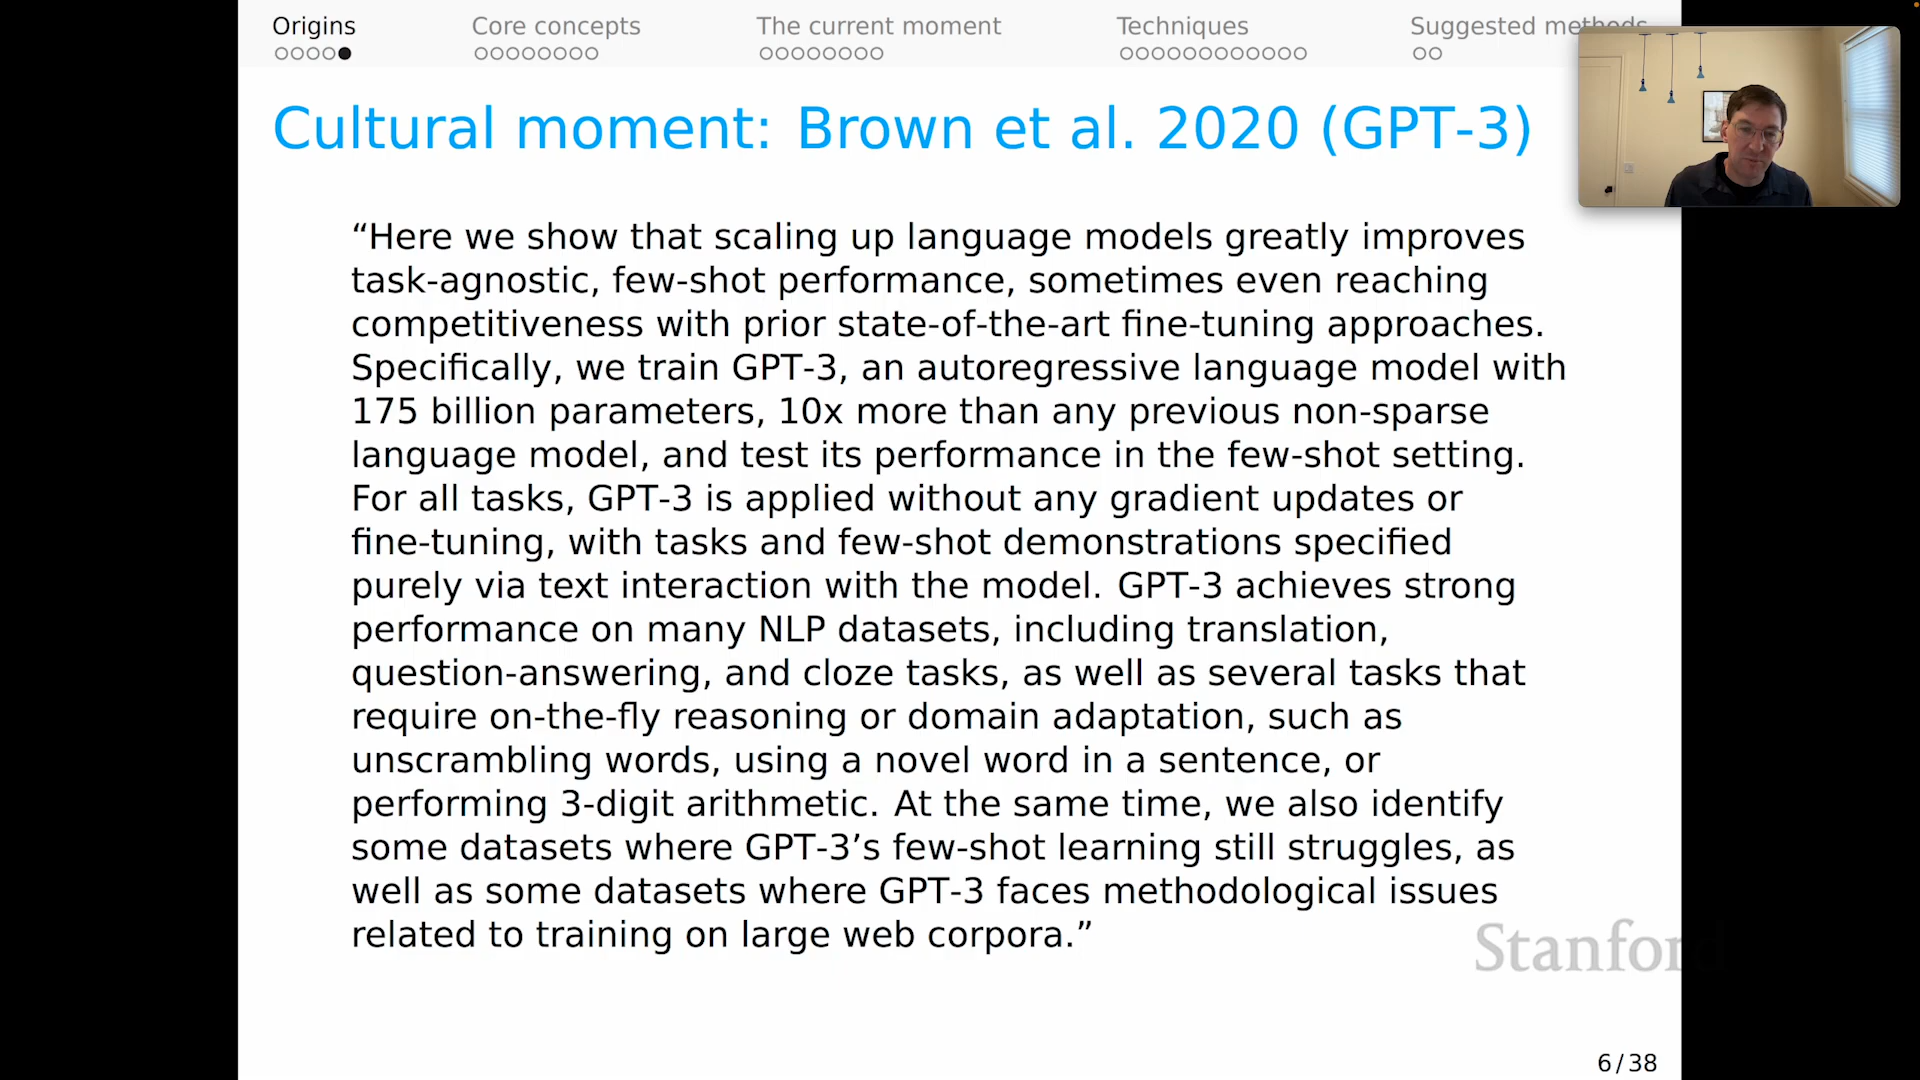 Origins
Core concepts
The current moment
Techniques
Suggested methods
Cultural moment: Brown et al. 2020 (GPT-3)
“Here we show that scaling up language models greatly improves
task-agnostic, few-shot performance, sometimes even reaching
competitiveness with prior state-of-the-art fine-tuning approaches.
Specifically, we train GPT-3, an autoregressive language model with
175 billion parameters, 10x more than any previous non-sparse
language model, and test its performance in the few-shot setting.
For all tasks, GPT-3 is applied without any gradient updates or
fine-tuning, with tasks and few-shot demonstrations specified
purely via text interaction with the model. GPT-3 achieves strong
performance on many NLP datasets, including translation,
question-answering, and cloze tasks, as well as several tasks that
require on-the-fly reasoning or domain adaptation, such as
unscrambling words, using a novel word in a sentence, or
performing 3-digit arithmetic. At the same time, we also identify
some datasets where GPT-3’s few-shot learning still struggles, as
well as some datasets where GPT-3 faces methodological issues
related to training on large web corpora.”
Stanford
6 / 38